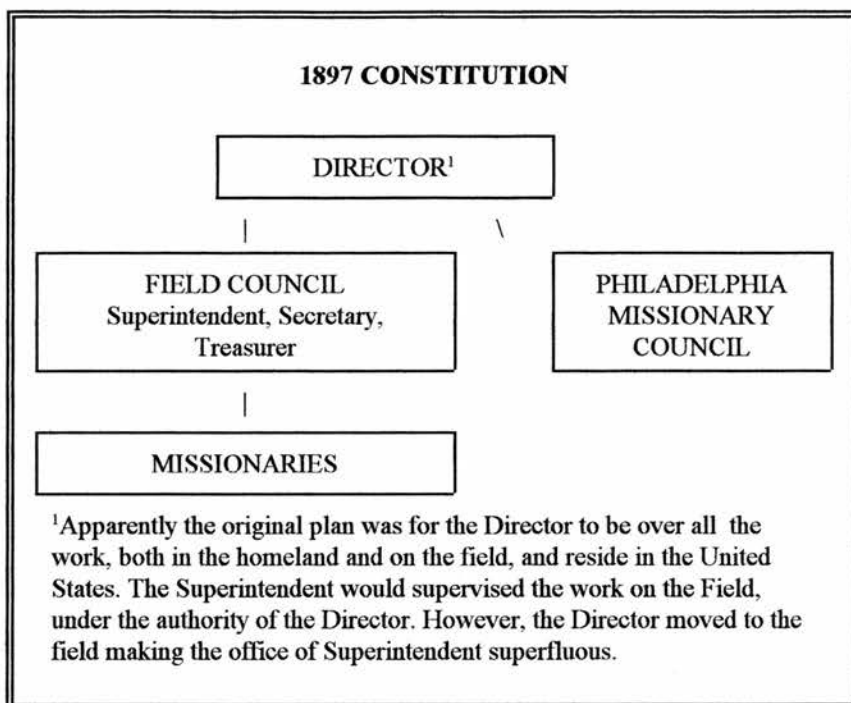 1897 CONSTITUTION
DIRECTOR¹
| \
FIELD COUNCIL
Superintendent, Secretary,
Treasurer
PHILADELPHIA
MISSIONARY
COUNCIL
|
MISSIONARIES
¹Apparently the original plan was for the Director to be over all the
work, both in the homeland and on the field, and reside in the United
States. The Superintendent would supervised the work on the Field,
under the authority of the Director. However, the Director moved to the
field making the office of Superintendent superfluous.